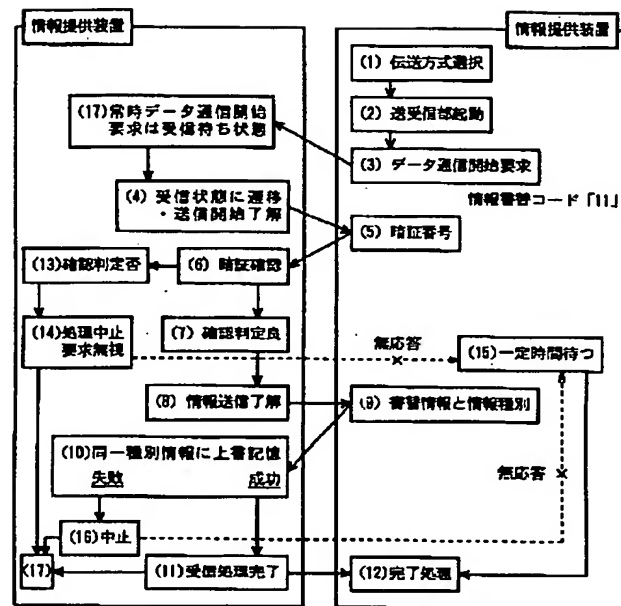 情報提供装置
情報提供装置
(1) 伝送方式選択
(2) 送受信部起動
(17)常時データ通信開始
要求は受信待ち状態
(3) データ通信開始要求
情報書替コード「11」
(4) 受信状態に遷移
・送信開始了解
(5) 暗証番号
(13)確認判定否
(6) 暗証確認
(14)処理中止
要求無視
(7) 確認判定良
無応答
(15)一定時間待つ
(8) 情報送信了解
(9) 書替情報と情報種別
(10)同一種別情報に上書記憶
失敗
成功
無応答
(16)中止
(17)
(11)受信処理完了
(12)完了処理